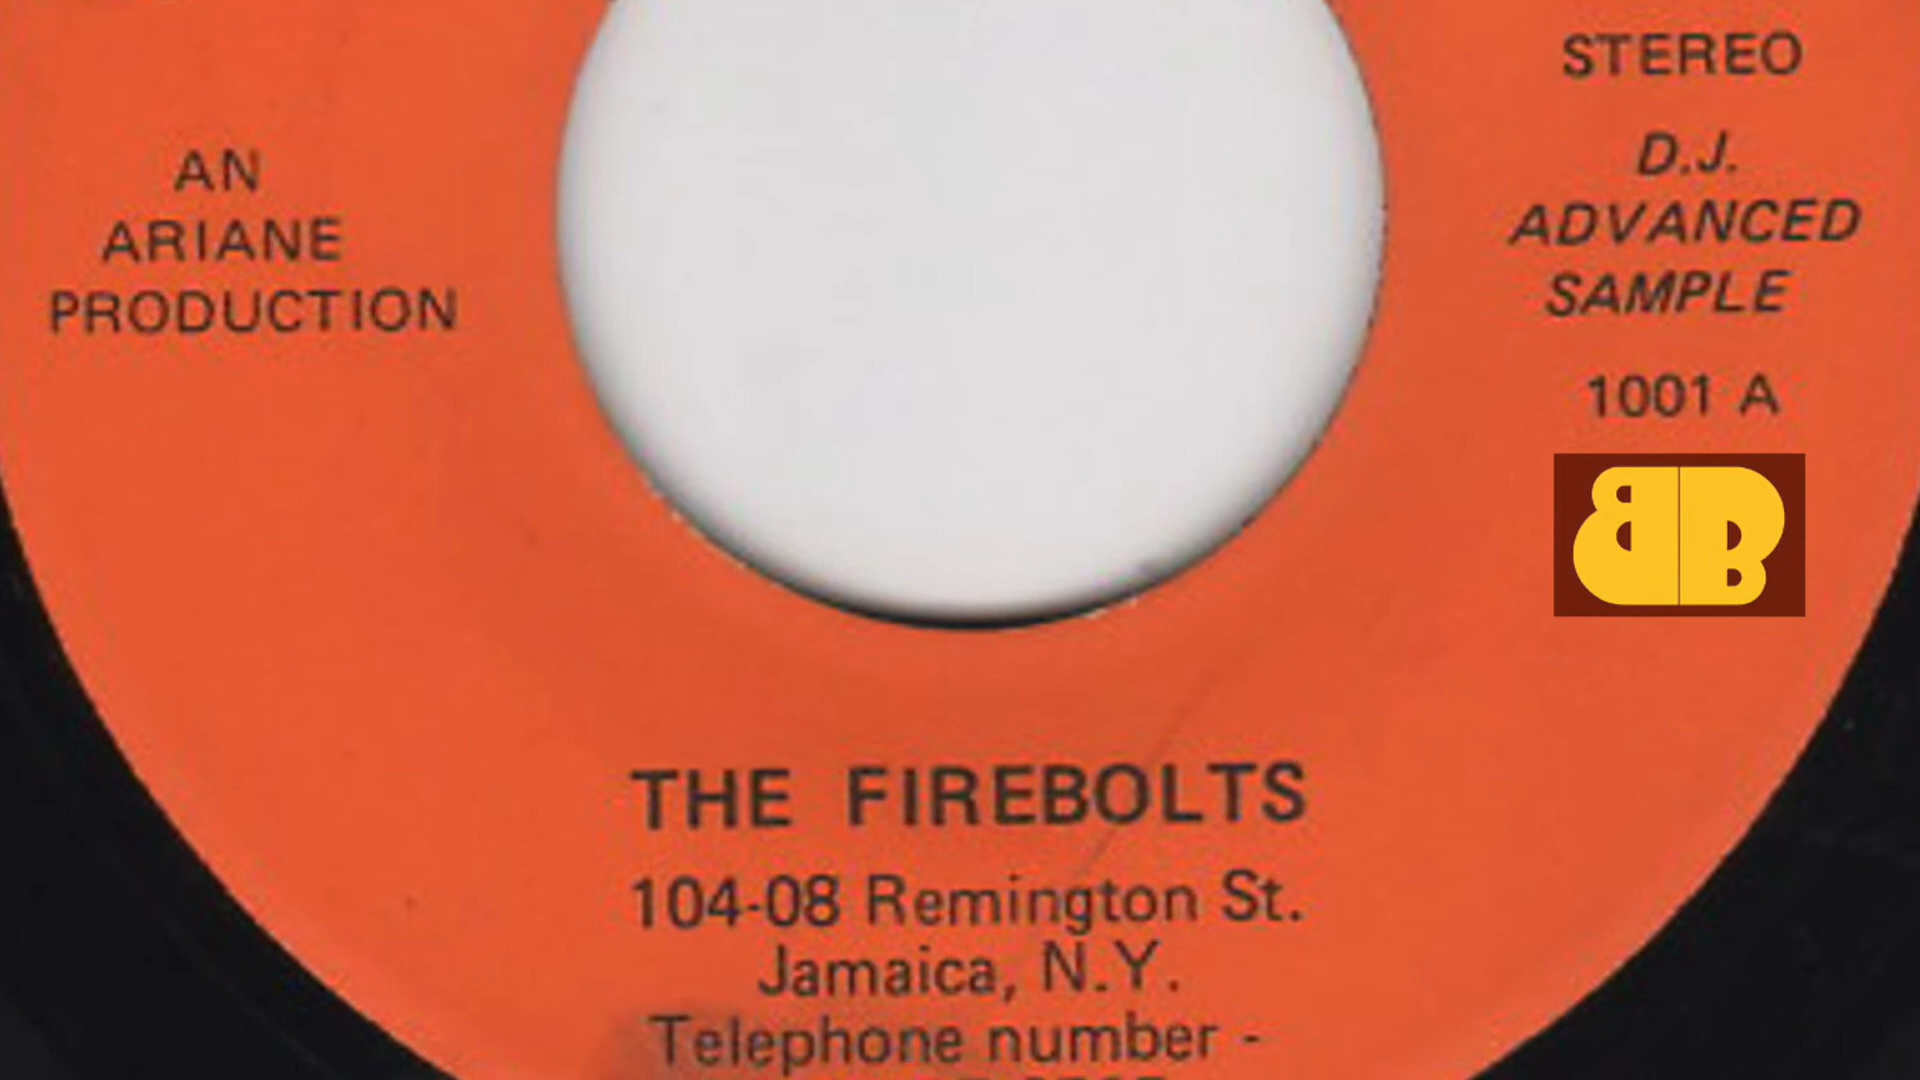 AN
ARIANE
PRODUCTION
STEREO
D.J.
ADVANCED
SAMPLE
1001 A
THE FIREBOLTS
104-08 Remington St.
Jamaica, N.Y.
Telephone number -